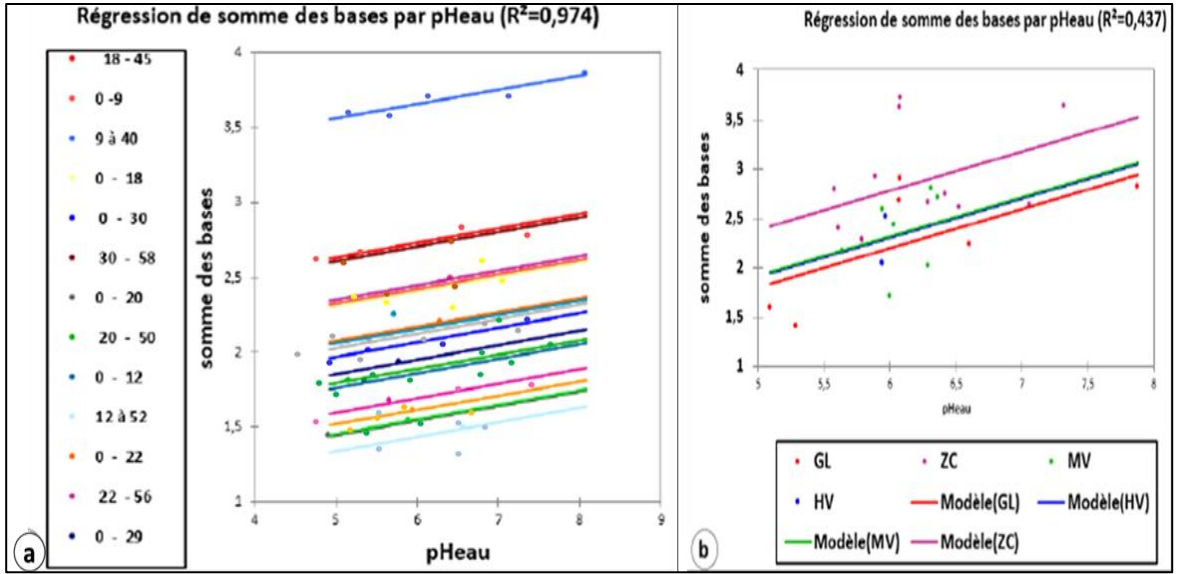 Régression de somme des bases par pHeau (R²=0,974)
18 - 45
0 -9
9 à 40
0 - 18
0 - 30
30 - 58
0 - 20
20 - 50
0 - 12
12 à 52
0 - 22
22 - 56
0 - 29
somme des bases
4
3,5
3
2,5
2
1,5
1
4
5
6
7
8
9
pHeau
a
Régression de somme des bases par pHeau (R²=0,437)
somme des bases
4
3,5
3
2,5
2
1,5
1
5
5,5
6
6,5
7
7,5
8
pHeau
GL
ZC
MV
HV
Modèle(GL)
Modèle(HV)
Modèle(MV)
Modèle(ZC)
b